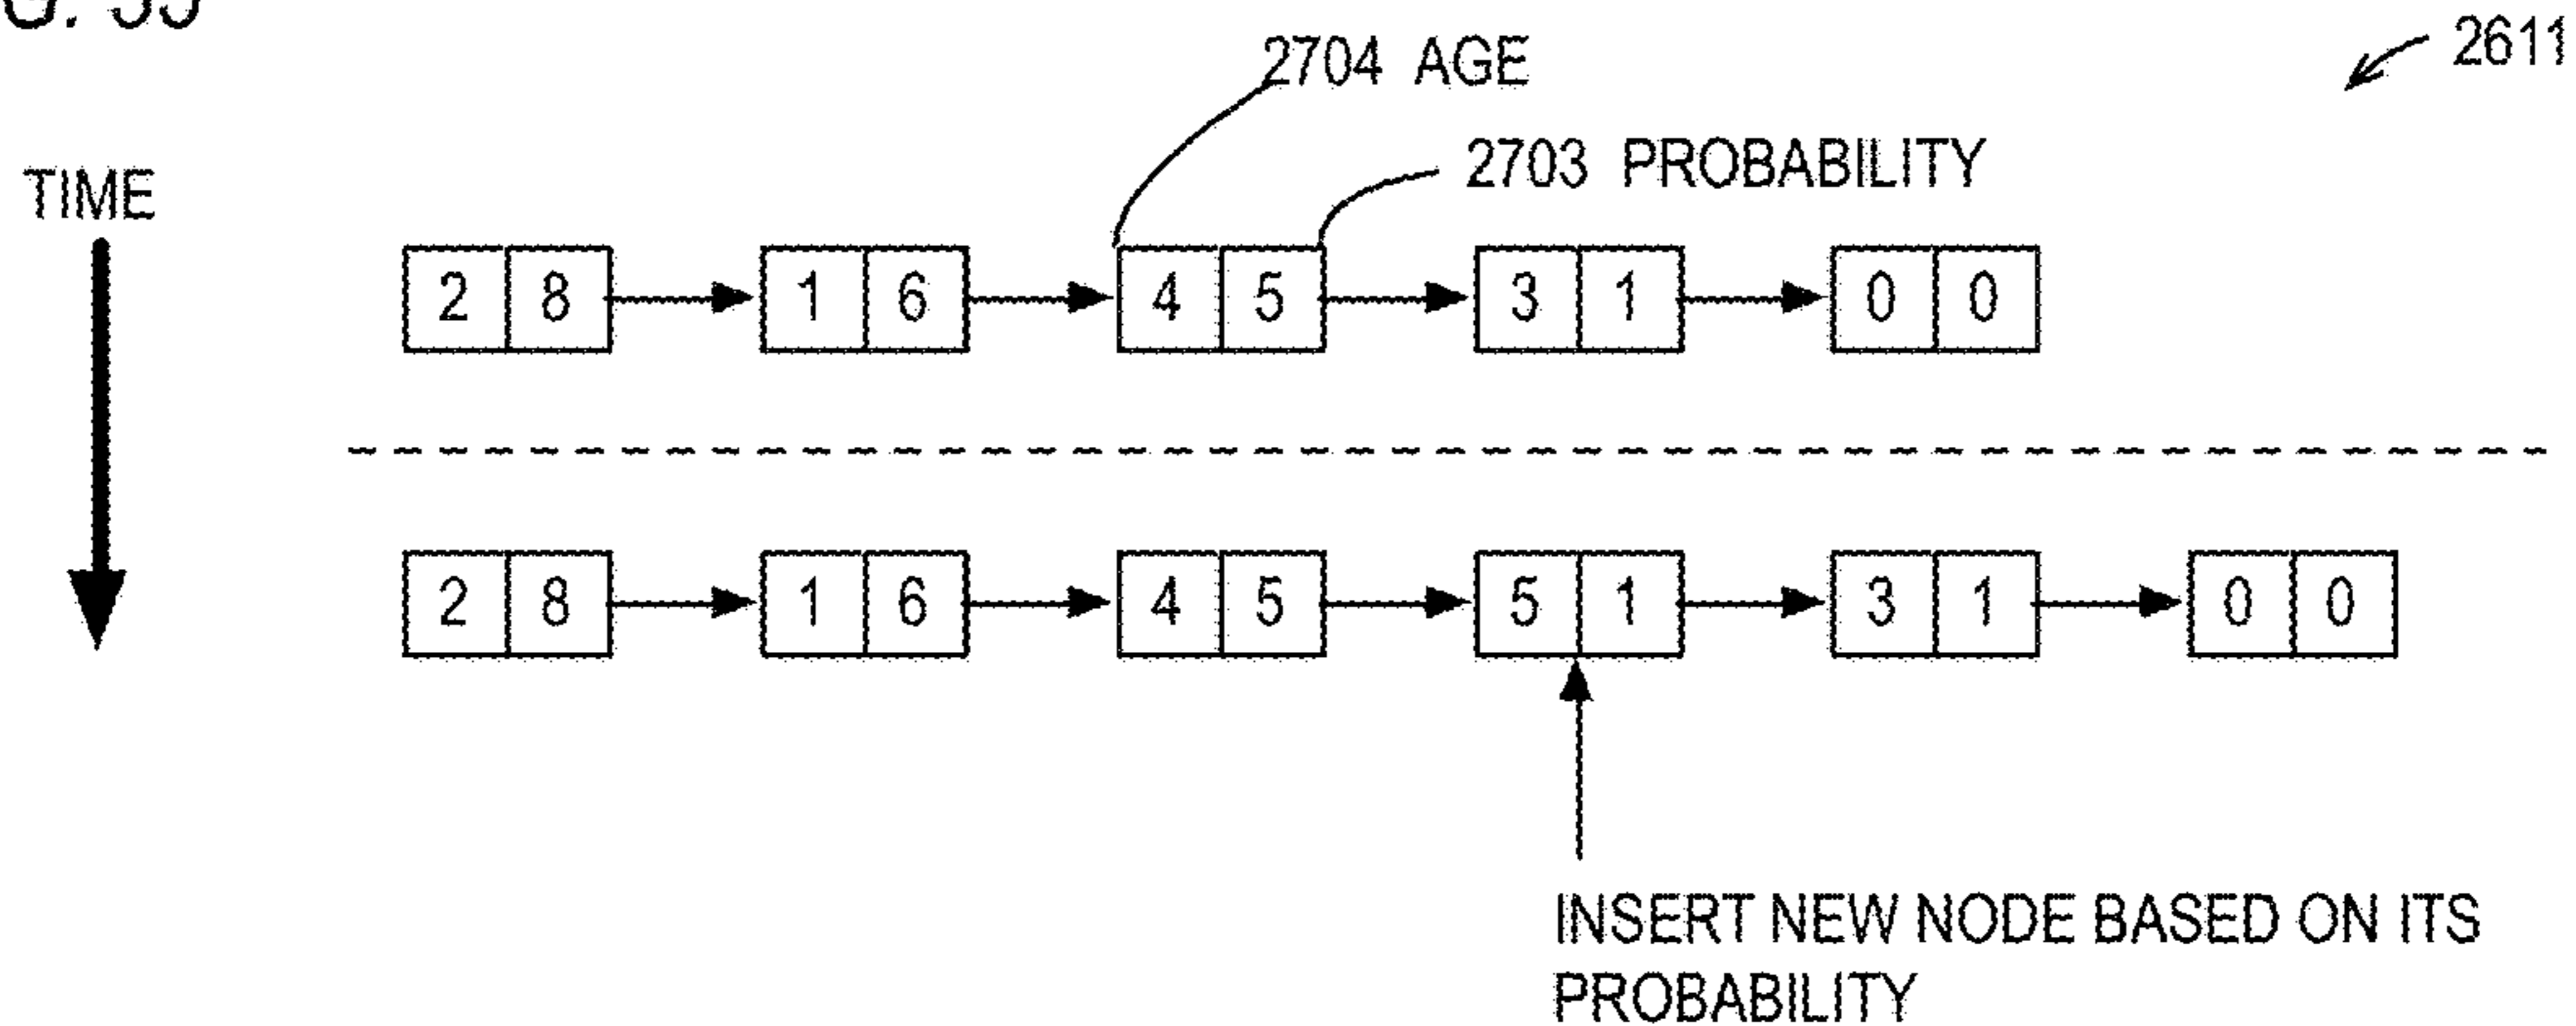 2611
2704 AGE
2703 PROBABILITY
TIME
2 8 1 6 4 5 3 1 0 0
2 8 1 6 4 5 5 1 3 1 0 0
INSERT NEW NODE BASED ON ITS
PROBABILITY